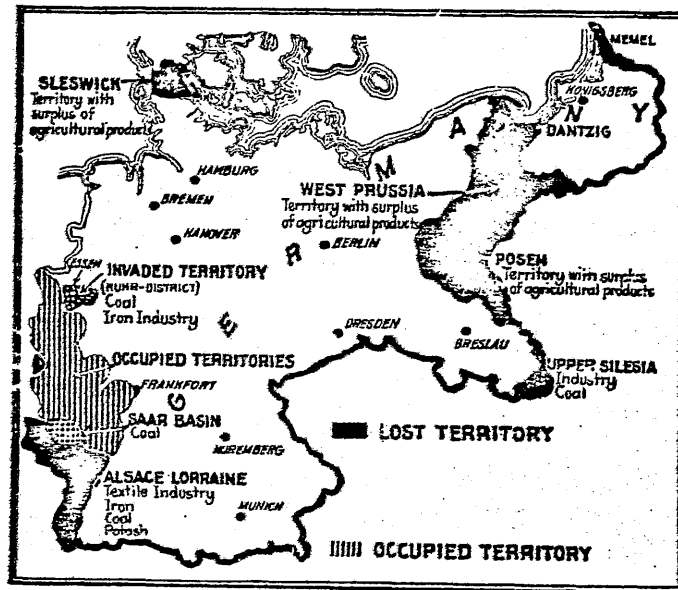 MEMEL
SLESWICK
Territory with
surplus of
agricultural products
KÖNIGSBERG
DANTZIG
G E R M A N Y
HAMBURG
BREMEN
HANOVER
WEST PRUSSIA
Territory with surplus
of agricultural products
BERLIN
POSEN
Territory with surplus
of agricultural products
ESSEN
INVADED TERRITORY
(RUHR-DISTRICT)
Coal
Iron Industry
DRESDEN
BRESLAU
OCCUPIED TERRITORIES
UPPER SILESIA
Industry
Coal
FRANKFORT
SAAR BASIN
Coal
NUREMBERG
LOST TERRITORY
ALSACE LORRAINE
Textile Industry
Iron
Coal
Potash
MUNICH
OCCUPIED TERRITORY